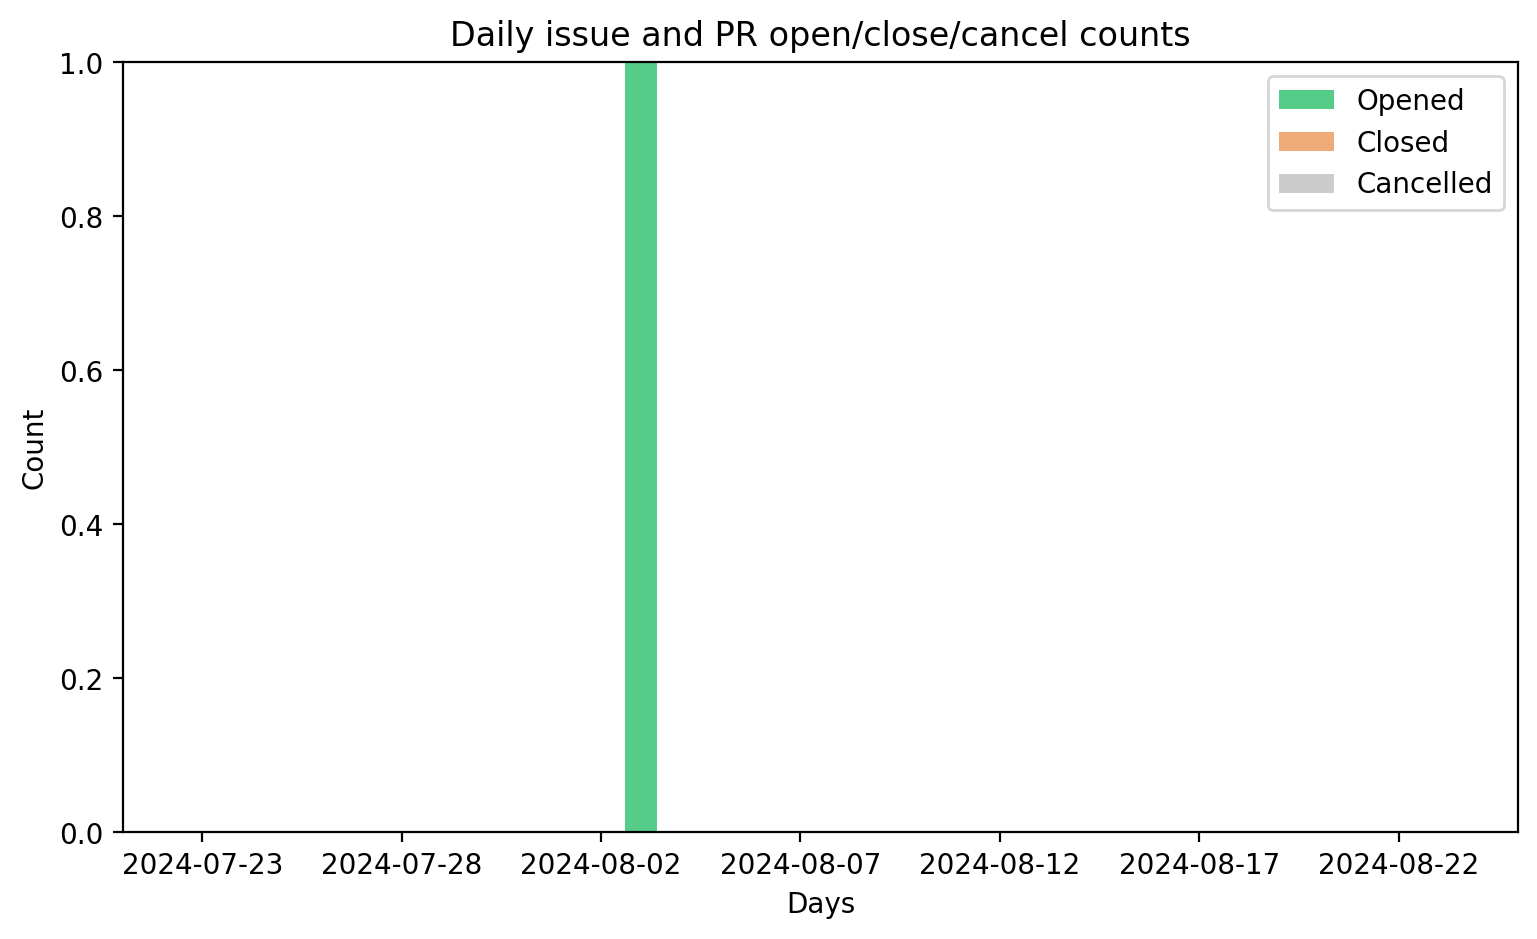 Daily issue and PR open/close/cancel counts
1.0
0.8
0.6
0.4
0.2
0.0
Count
Opened
Closed
Cancelled
2024-07-23 2024-07-28 2024-08-02 2024-08-07 2024-08-12 2024-08-17 2024-08-22
Days